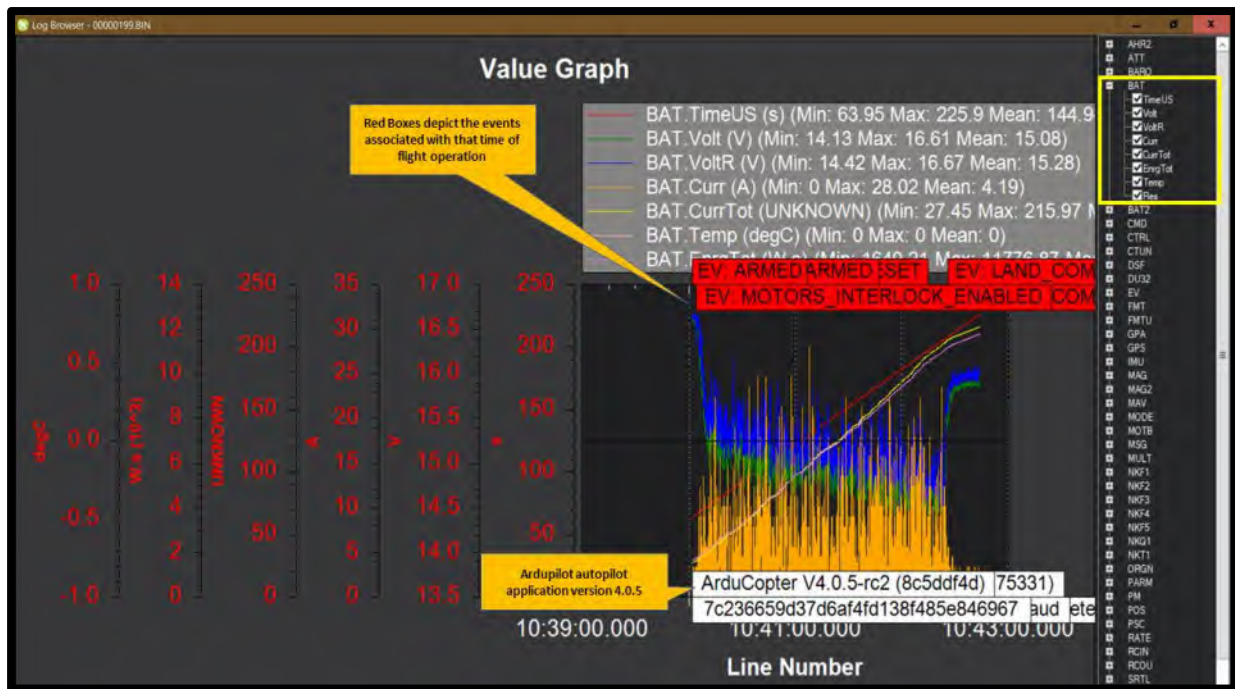 Log Browser - 00000199.BIN
Value Graph
Red Boxes depict the events
associated with that time of
flight operation
BAT.TimeUS (s) (Min: 63.95 Max: 225.9 Mean: 144.9
BAT.Volt (V) (Min: 14.13 Max: 16.61 Mean: 15.08)
BAT.VoltR (V) (Min: 14.42 Max: 16.67 Mean: 15.28)
BAT.Curr (A) (Min: 0 Max: 28.02 Mean: 4.19)
BAT.CurrTot (UNKNOWN) (Min: 27.45 Max: 215.97
BAT.Temp (degC) (Min: 0 Max: 0 Mean: 0)
BAT.EnrgTot (W.s) (Min: 1649.21 Max: 11776.87
EV: ARMED ARMED EV: LAND_COM
EV: MOTORS_INTERLOCK_ENABLED COM
1.0 14 250 35 17.0 250
12 30 16.5
200 200
0.5 10 25 16.0
8 150 20 15.5 150
degC 0.0 W.s (10^2) UNKNOWN A V s
6 100 15 15.0 100
-0.5 4 10 14.5
50 50
2 5 14.0
-1.0 0 0 0 13.5
Ardupilot autopilot
application version 4.0.5
ArduCopter V4.0.5-rc2 (8c5ddf4d) 75331)
7c236659d37d6af4fd138f485e846967 aud ete
10:39:00.000 10:41:00.000 10:43:00.000
Line Number
AHR2
ATT
BARO
BAT
TimeUS
Volt
VoltR
Curr
CurrTot
EnrgTot
Temp
Res
BAT2
CMD
CTRL
CTUN
DSF
DU32
EV
FMT
FMTU
GPA
GPS
IMU
MAG
MAG2
MAV
MODE
MOTB
MSG
MULT
NKF1
NKF2
NKF3
NKF4
NKF5
NKQ1
NKT1
ORGN
PARM
PM
POS
PSC
RATE
RCIN
RCOU
SRTL